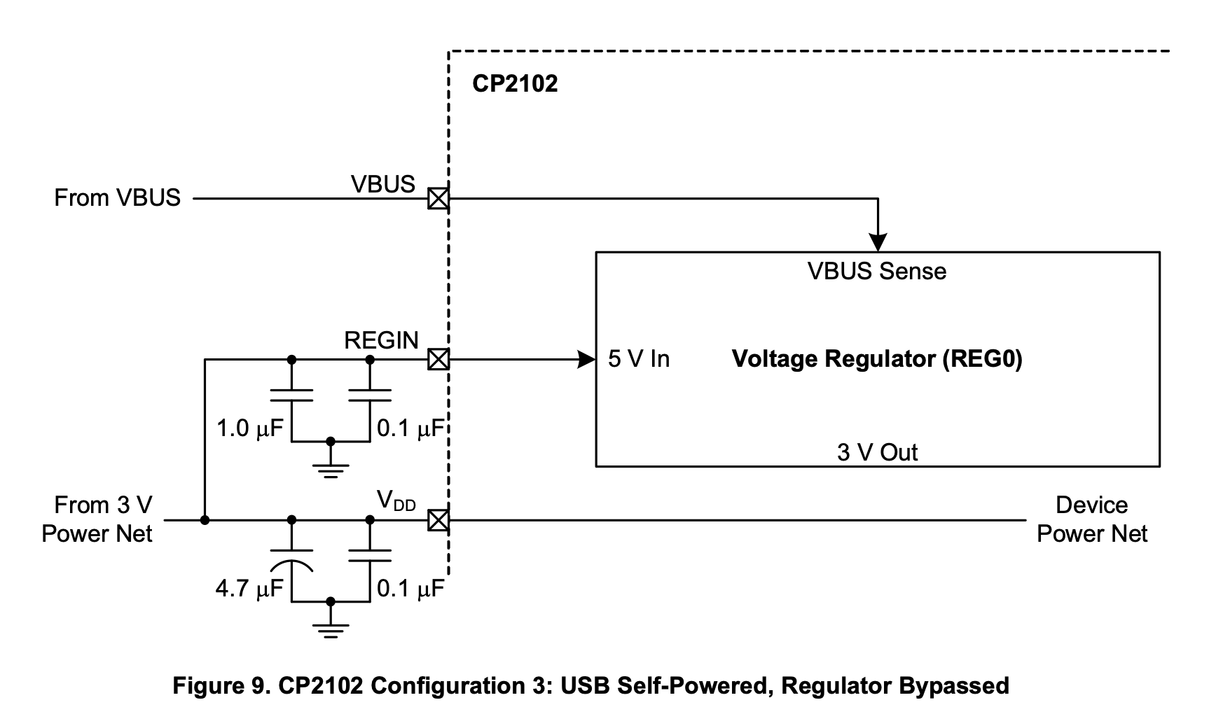 CP2102
From VBUS
VBUS
VBUS Sense
REGIN
5 V In
Voltage Regulator (REG0)
1.0 μF
0.1 μF
3 V Out
From 3 V
Power Net
VDD
Device
Power Net
4.7 μF
0.1 μF
Figure 9. CP2102 Configuration 3: USB Self-Powered, Regulator Bypassed